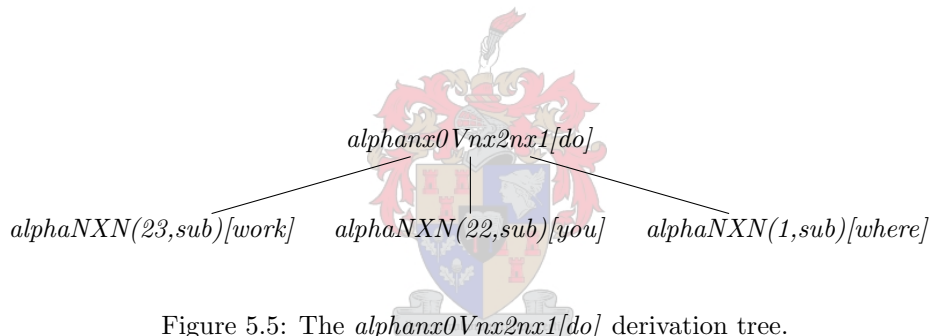 alphanx0Vnx2nx1[do]
alphaNXN(23,sub)[work] alphaNXN(22,sub)[you] alphaNXN(1,sub)[where]
Figure 5.5: The alphanx0Vnx2nx1[do] derivation tree.